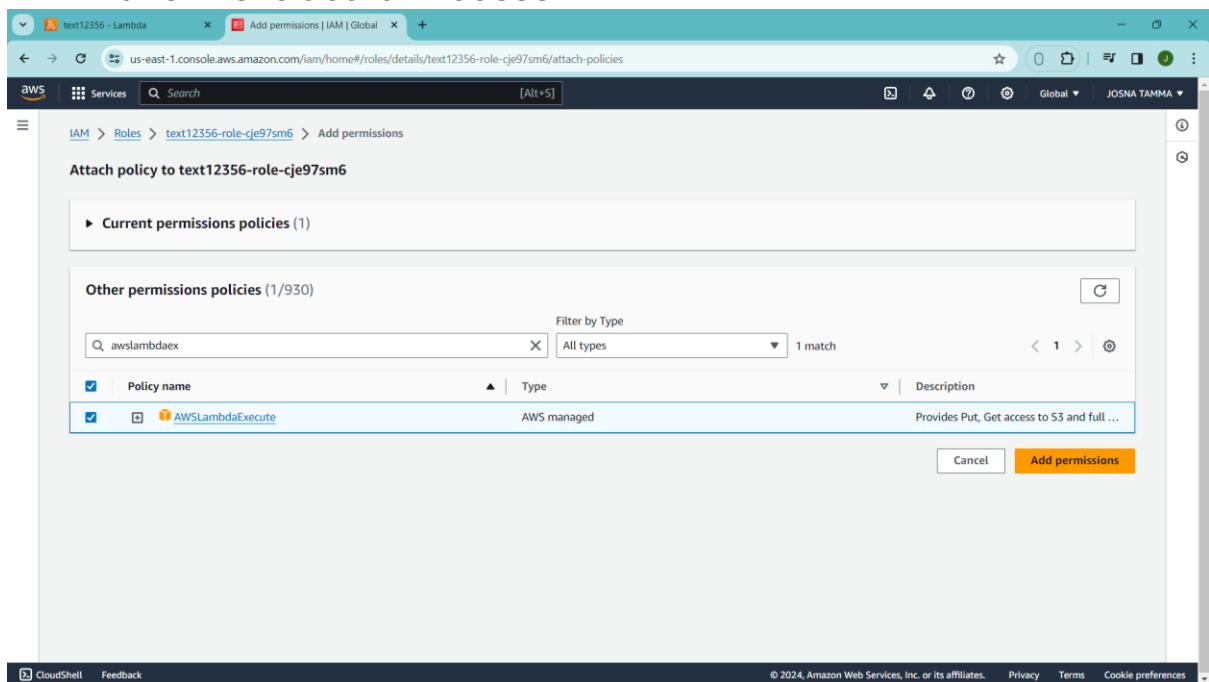 text12356 - Lambda
Add permissions | IAM | Global
us-east-1.console.aws.amazon.com/iam/home#/roles/details/text12356-role-cje97sm6/attach-policies
J
aws Services Search [Alt+S] Global JOSNA TAMMA
IAM > Roles > text12356-role-cje97sm6 > Add permissions
Attach policy to text12356-role-cje97sm6
Current permissions policies (1)
Other permissions policies (1/930)
Filter by Type
awslambdaex All types 1 match < 1 >
Policy name Type Description
AWSLambdaExecute AWS managed Provides Put, Get access to S3 and full ...
Cancel Add permissions
CloudShell Feedback © 2024, Amazon Web Services, Inc. or its affiliates. Privacy Terms Cookie preferences